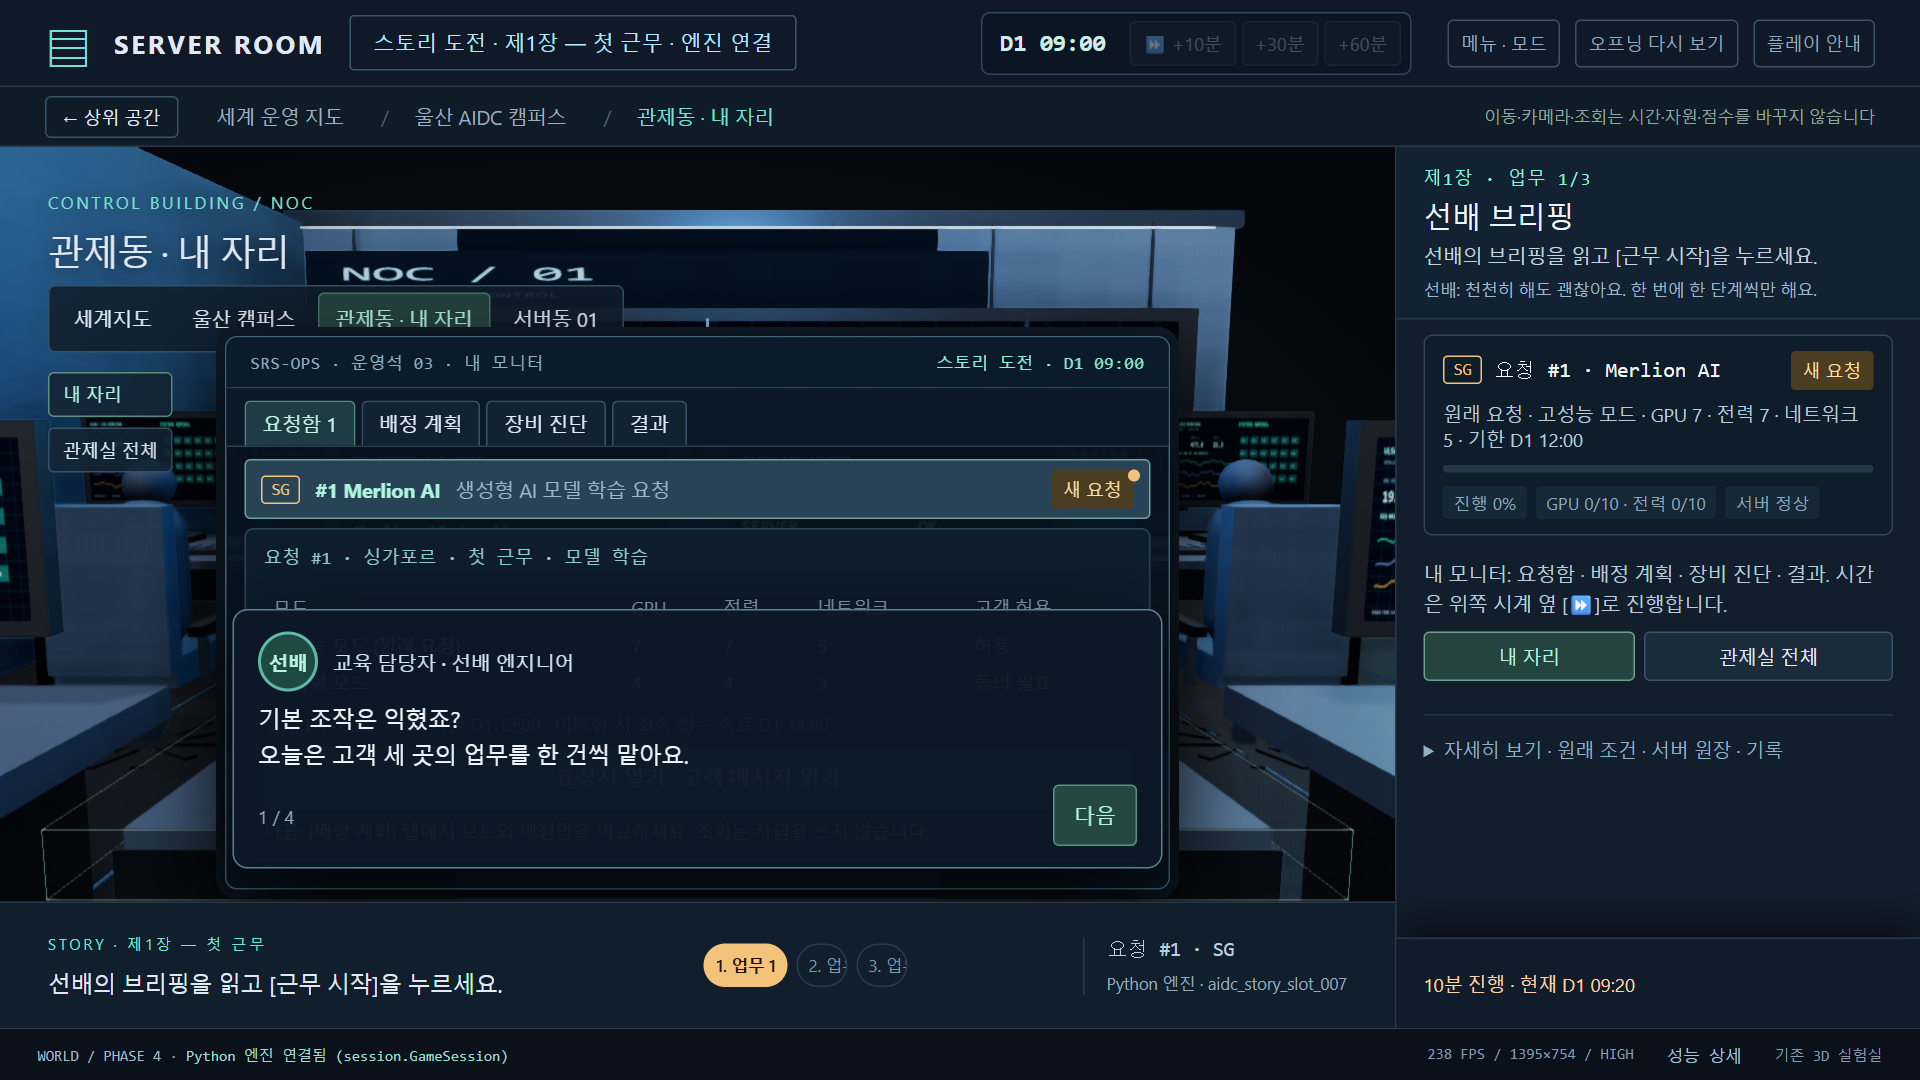 SERVER ROOM
스토리 도전 · 제1장 — 첫 근무 · 엔진 연결
D1 09:00
⏩ +10분
+30분
+60분
메뉴 · 모드
오프닝 다시 보기
플레이 안내
← 상위 공간
세계 운영 지도 / 울산 AIDC 캠퍼스 / 관제동 · 내 자리
이동·카메라·조회는 시간·자원·점수를 바꾸지 않습니다
CONTROL BUILDING / NOC
관제동 · 내 자리
NOC / 01
세계지도
울산 캠퍼스
관제동 · 내 자리
서버동 01
내 자리
관제실 전체
SRS-OPS · 운영석 03 · 내 모니터
스토리 도전 · D1 09:00
요청함 1
배정 계획
장비 진단
결과
SG #1 Merlion AI 생성형 AI 모델 학습 요청
새 요청
요청 #1 · 싱가포르 · 첫 근무 · 모델 학습
모드 GPU 전력 네트워크 고객 허용
선배 교육 담당자 · 선배 엔지니어
기본 조작은 익혔죠?
오늘은 고객 세 곳의 업무를 한 건씩 맡아요.
1 / 4
다음
제1장 · 업무 1/3
선배 브리핑
선배의 브리핑을 읽고 [근무 시작]을 누르세요.
선배: 천천히 해도 괜찮아요. 한 번에 한 단계씩만 해요.
SG 요청 #1 · Merlion AI
새 요청
원래 요청 · 고성능 모드 · GPU 7 · 전력 7 · 네트워크
5 · 기한 D1 12:00
진행 0%
GPU 0/10 · 전력 0/10
서버 정상
내 모니터: 요청함 · 배정 계획 · 장비 진단 · 결과. 시간
은 위쪽 시계 옆 [⏩]로 진행합니다.
내 자리
관제실 전체
▶ 자세히 보기 · 원래 조건 · 서버 원장 · 기록
STORY · 제1장 — 첫 근무
선배의 브리핑을 읽고 [근무 시작]을 누르세요.
1. 업무 1
2. 업
3. 업
요청 #1 · SG
Python 엔진 · aidc_story_slot_007
10분 진행 · 현재 D1 09:20
WORLD / PHASE 4 · Python 엔진 연결됨 (session.GameSession)
238 FPS / 1395×754 / HIGH
성능 상세
기존 3D 실험실